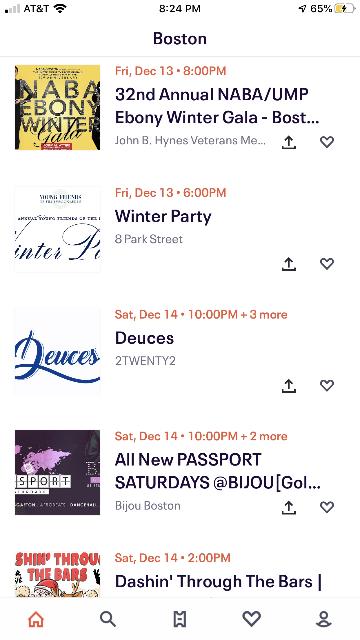 AT&T
8:24 PM
65%
Boston
NABA
EBONY
WINTER
Gala
Fri, Dec 13 • 8:00PM
32nd Annual NABA/UMP
Ebony Winter Gala - Bost...
John B. Hynes Veterans Me...
YOUNG FRIENDS
Winter P
Fri, Dec 13 • 6:00PM
Winter Party
8 Park Street
Deuces
Sat, Dec 14 • 10:00PM + 3 more
Deuces
2TWENTY2
SPORT
Sat, Dec 14 • 10:00PM + 2 more
All New PASSPORT
SATURDAYS @BIJOU[Gol...
Bijou Boston
SHIN' THROU
THE BARS
Sat, Dec 14 • 2:00PM
Dashin' Through The Bars |